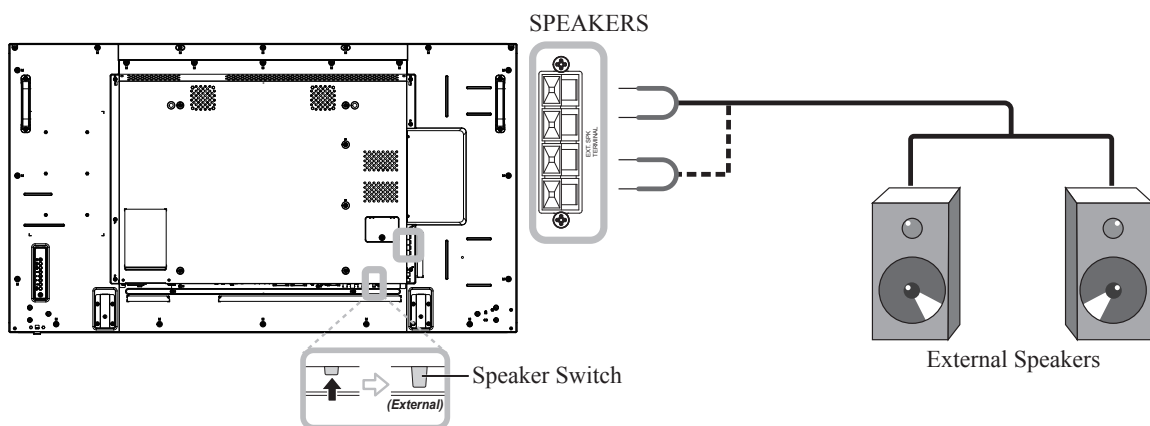 SPEAKERS
EXT. SPK
TERMINAL
External Speakers
Speaker Switch
(External)